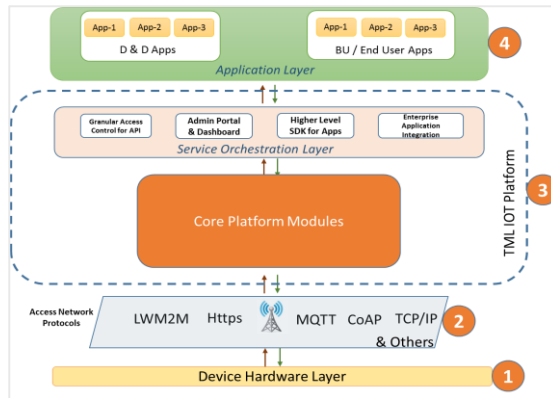 App-1 App-2 App-3
D & D Apps
App-1 App-2 App-3
BU / End User Apps
Application Layer
4
Granular Access
Control for API
Admin Portal
& Dashboard
Higher Level
SDK for Apps
Enterprise
Application
Integration
Service Orchestration Layer
Core Platform Modules
TML IOT Platform
3
Access Network
Protocols
LWM2M Https MQTT CoAP TCP/IP
& Others
2
Device Hardware Layer
1